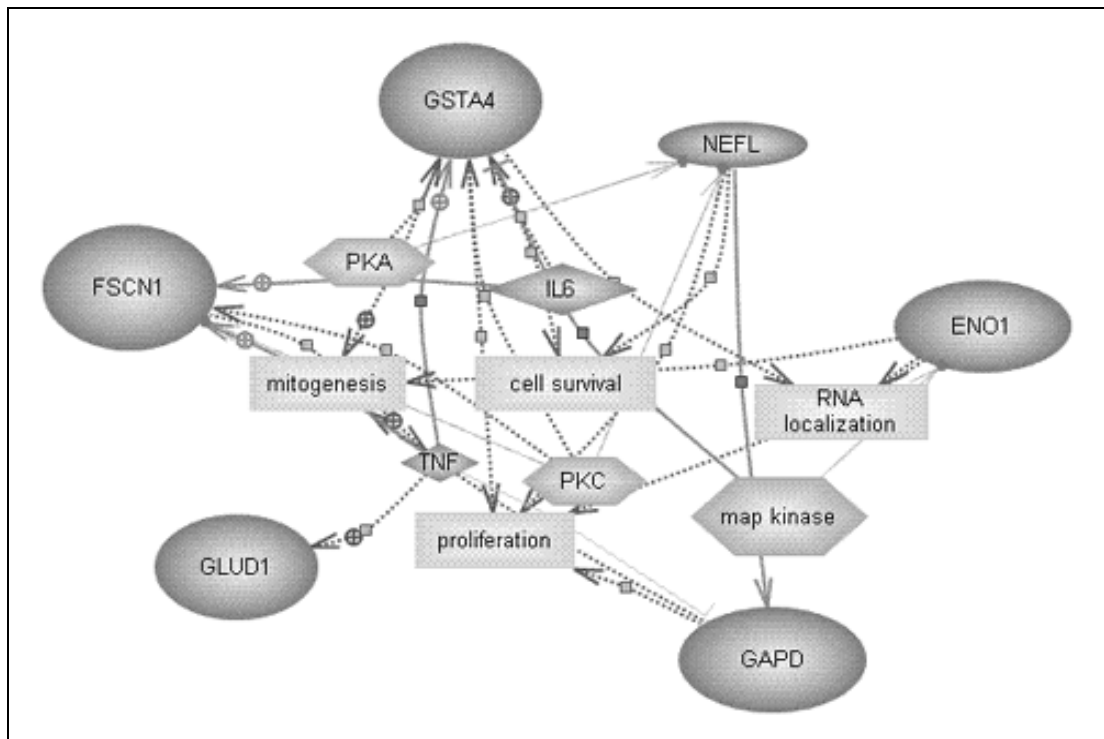 GSTA4
NEFL
PKA
FSCN1
IL6
ENO1
mitogenesis
cell survival
RNA
localization
TNF
PKC
map kinase
proliferation
GLUD1
GAPD